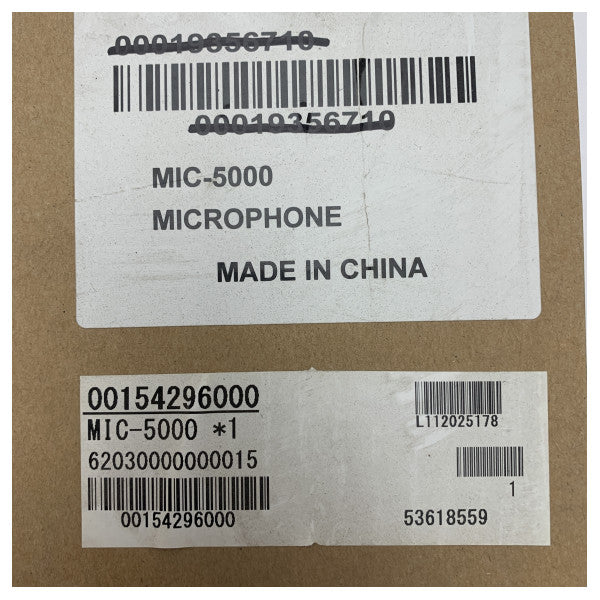 00019356710
00019356710
MIC-5000
MICROPHONE
MADE IN CHINA
00154296000
MIC-5000 *1
62030000000015
00154296000
L112025178
1
53618559